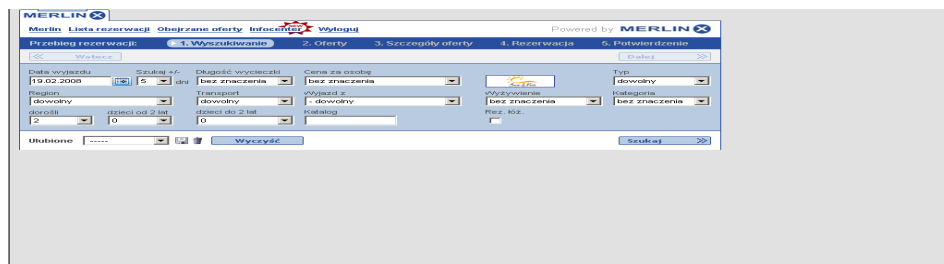 MERLIN X
Merlin Lista rezerwacji Obejrzane oferty Infocenter NEW Wyloguj Powered by MERLIN X
Przebieg rezerwacji: 1. Wyszukiwanie 2. Oferty 3. Szczegóły oferty 4. Rezerwacja 5. Potwierdzenie
Wstecz Dalej
Data wyjazdu Szukaj +/- Długość wycieczki Cena za osobę Typ
19.02.2008 5 dni bez znaczenia bez znaczenia dowolny
Region Transport Wyjazd z Wyżywienie Kategoria
dowolny dowolny - dowolny bez znaczenia bez znaczenia
dorośli dzieci od 2 lat dzieci do 2 lat Katalog Rez. łóż.
2 0 0
Ulubione ----- Wyczyść Szukaj